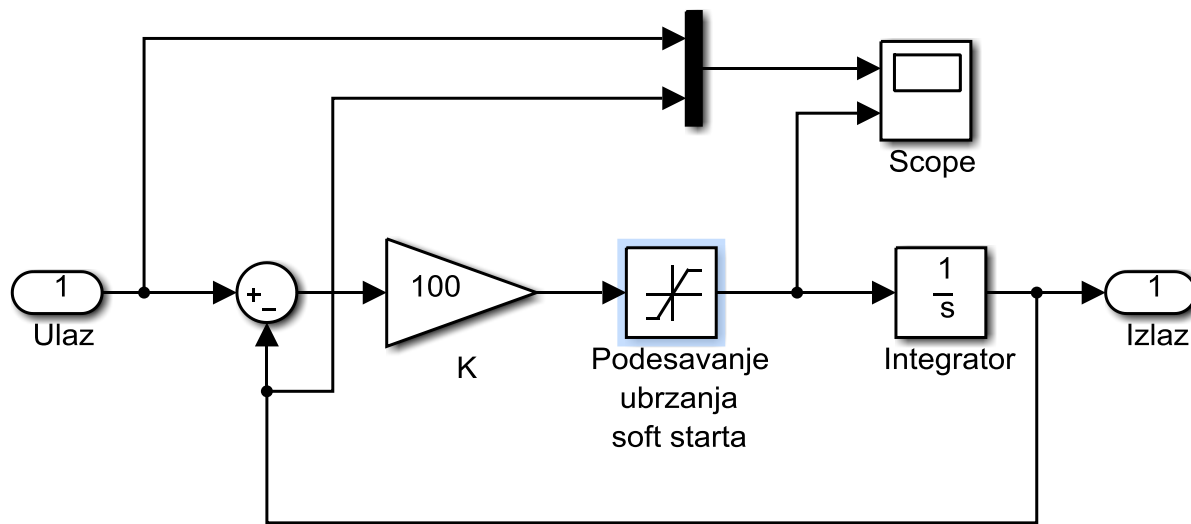 Scope
1
Ulaz
+
−
100
K
Podesavanje
ubrzanja
soft starta
1
s
Integrator
1
Izlaz